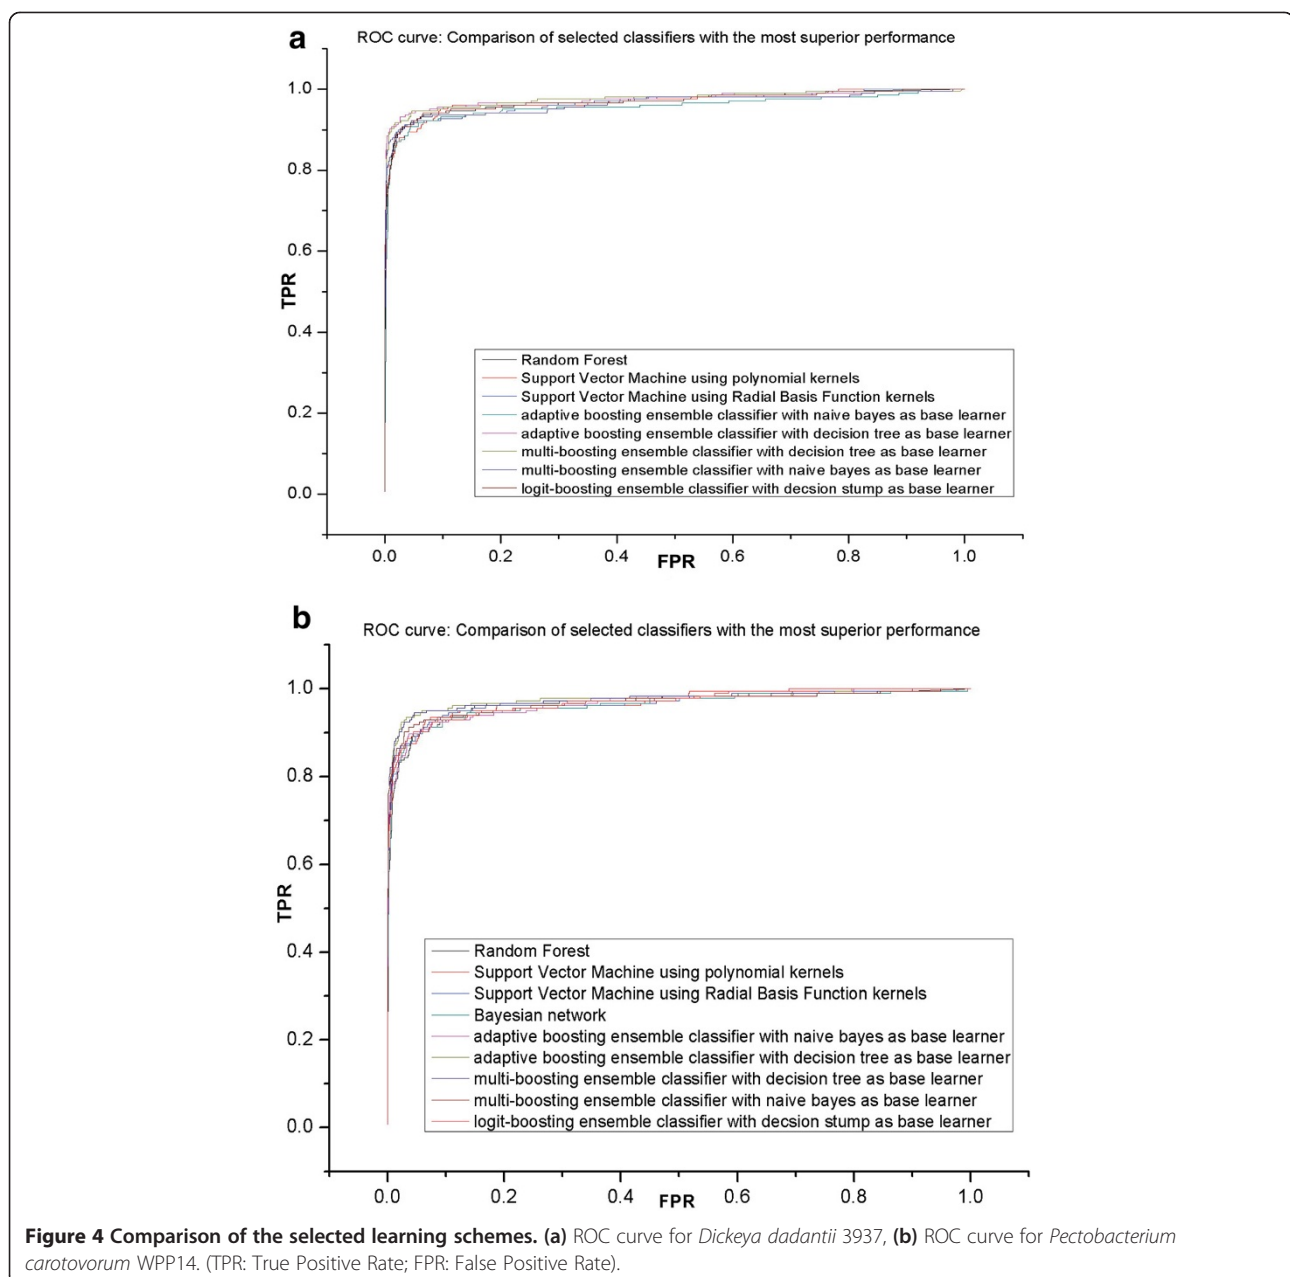 a
ROC curve: Comparison of selected classifiers with the most superior performance
1.0
0.8
0.6
0.4
0.2
0.0
TPR
Random Forest
Support Vector Machine using polynomial kernels
Support Vector Machine using Radial Basis Function kernels
adaptive boosting ensemble classifier with naive bayes as base learner
adaptive boosting ensemble classifier with decision tree as base learner
multi-boosting ensemble classifier with decision tree as base learner
multi-boosting ensemble classifier with naive bayes as base learner
logit-boosting ensemble classifier with decsion stump as base learner
0.0 0.2 0.4 0.6 0.8 1.0
FPR
b
ROC curve: Comparison of selected classifiers with the most superior performance
1.0
0.8
0.6
0.4
0.2
0.0
TPR
Random Forest
Support Vector Machine using polynomial kernels
Support Vector Machine using Radial Basis Function kernels
Bayesian network
adaptive boosting ensemble classifier with naive bayes as base learner
adaptive boosting ensemble classifier with decision tree as base learner
multi-boosting ensemble classifier with decision tree as base learner
multi-boosting ensemble classifier with naive bayes as base learner
logit-boosting ensemble classifier with decsion stump as base learner
0.0 0.2 0.4 0.6 0.8 1.0
FPR
Figure 4 Comparison of the selected learning schemes. (a) ROC curve for Dickeya dadantii 3937, (b) ROC curve for Pectobacterium
carotovorum WPP14. (TPR: True Positive Rate; FPR: False Positive Rate).